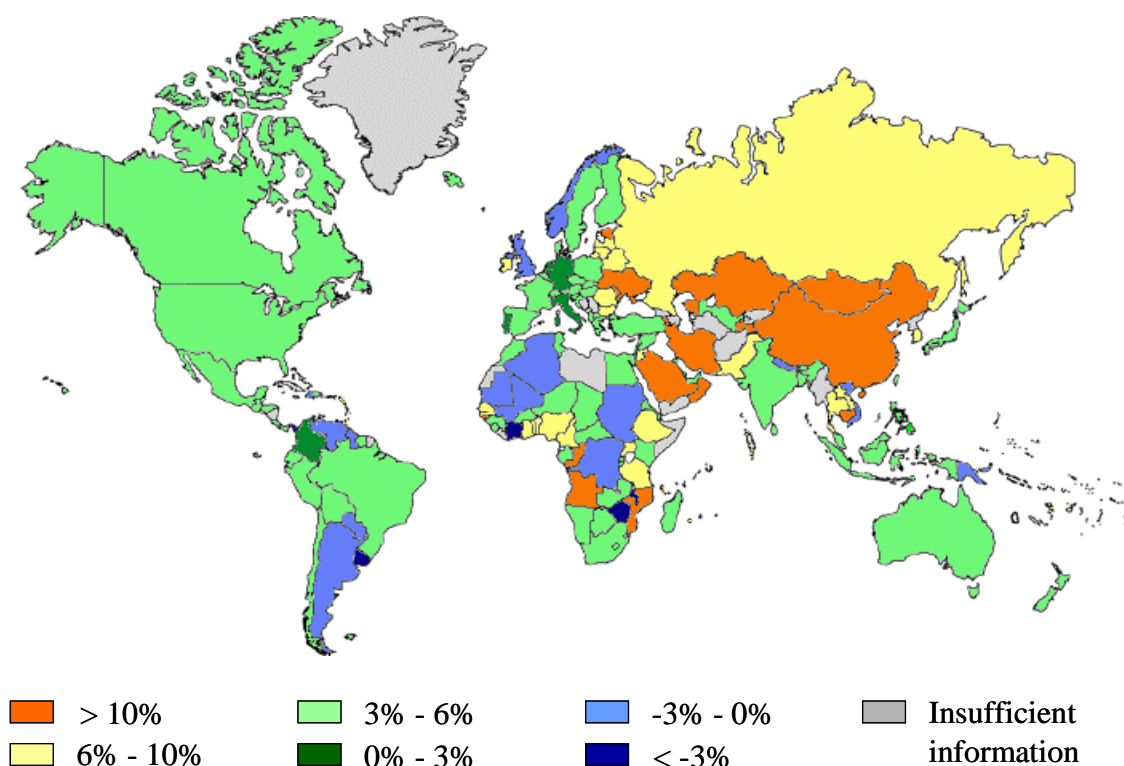 > 10%
3% - 6%
-3% - 0%
Insufficient
information
6% - 10%
0% - 3%
< -3%